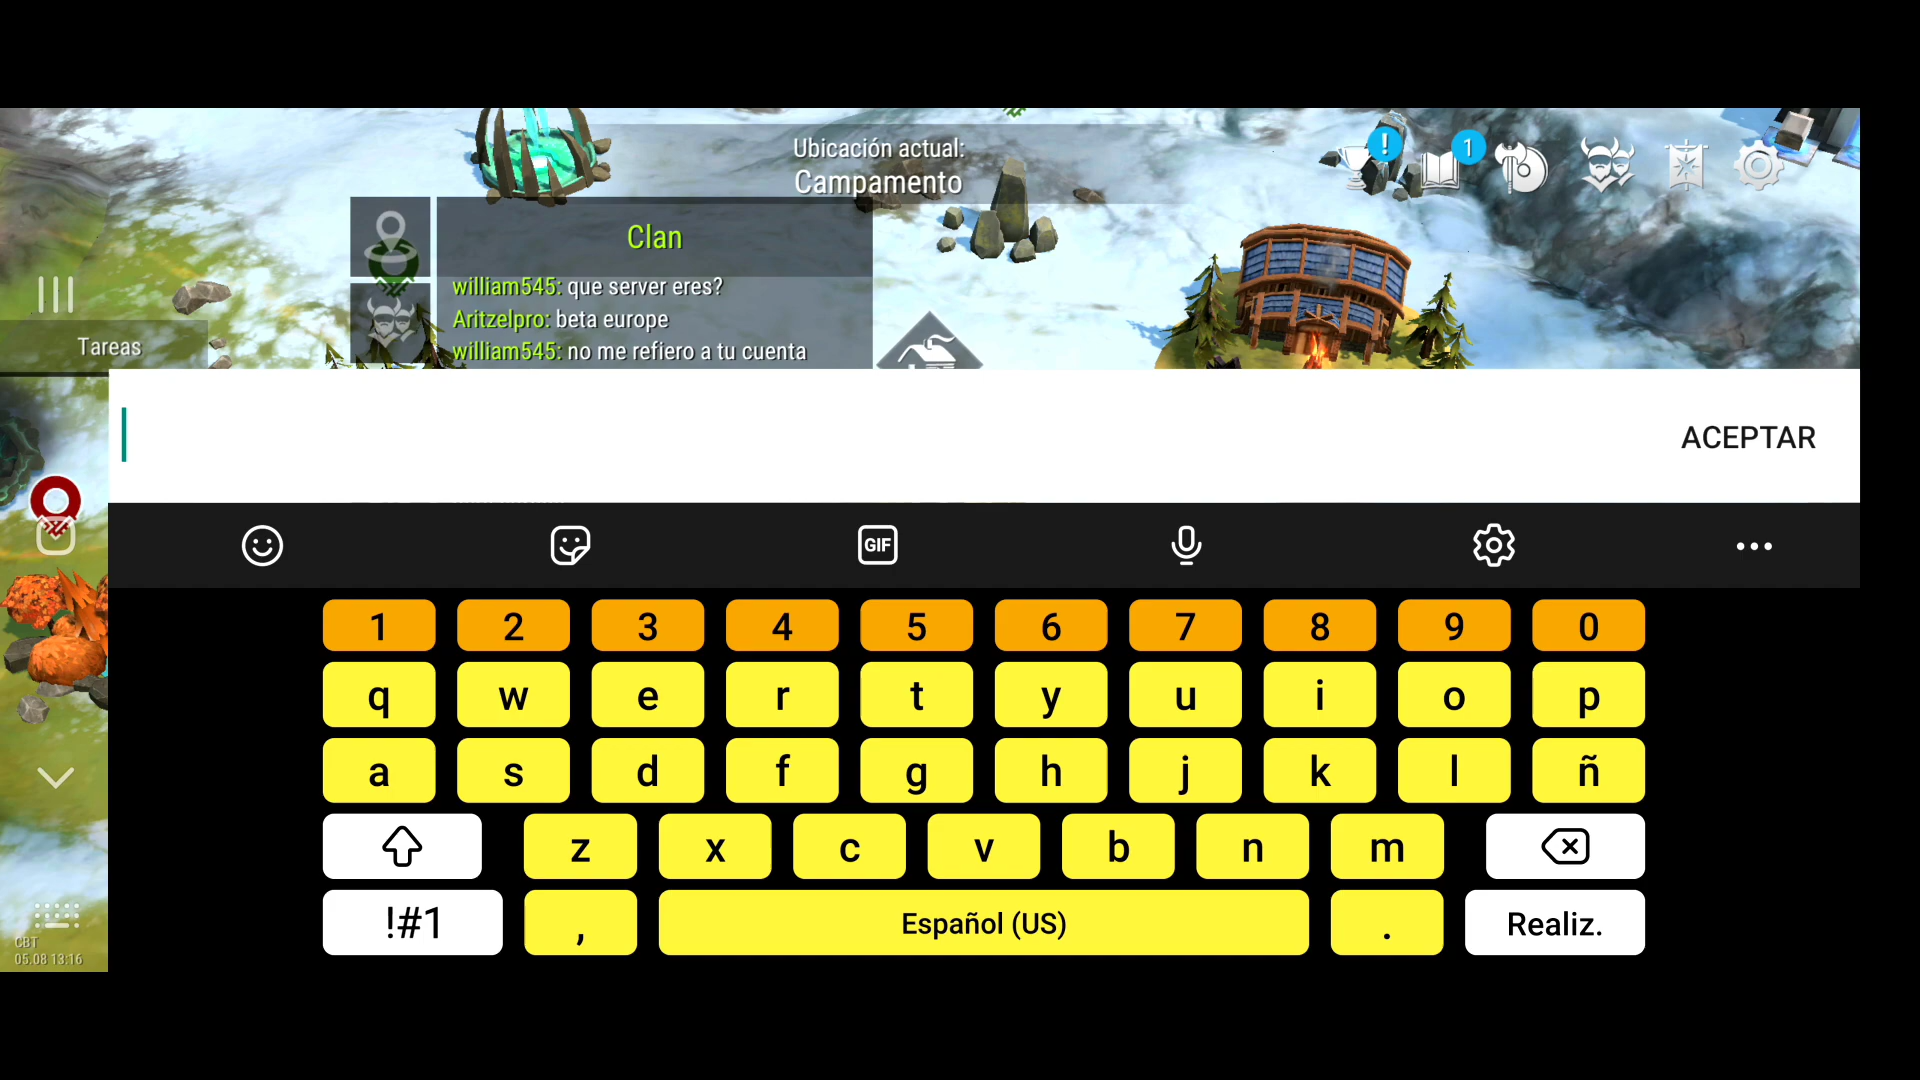 Ubicación actual:
Campamento
! 1
Clan
william545: que server eres?
Aritzelpro: beta europe
william545: no me refiero a tu cuenta
Tareas
ACEPTAR
GIF
1 2 3 4 5 6 7 8 9 0
q w e r t y u i o p
a s d f g h j k l ñ
z x c v b n m
!#1 , Español (US) . Realiz.
CBT
05.08 13:16